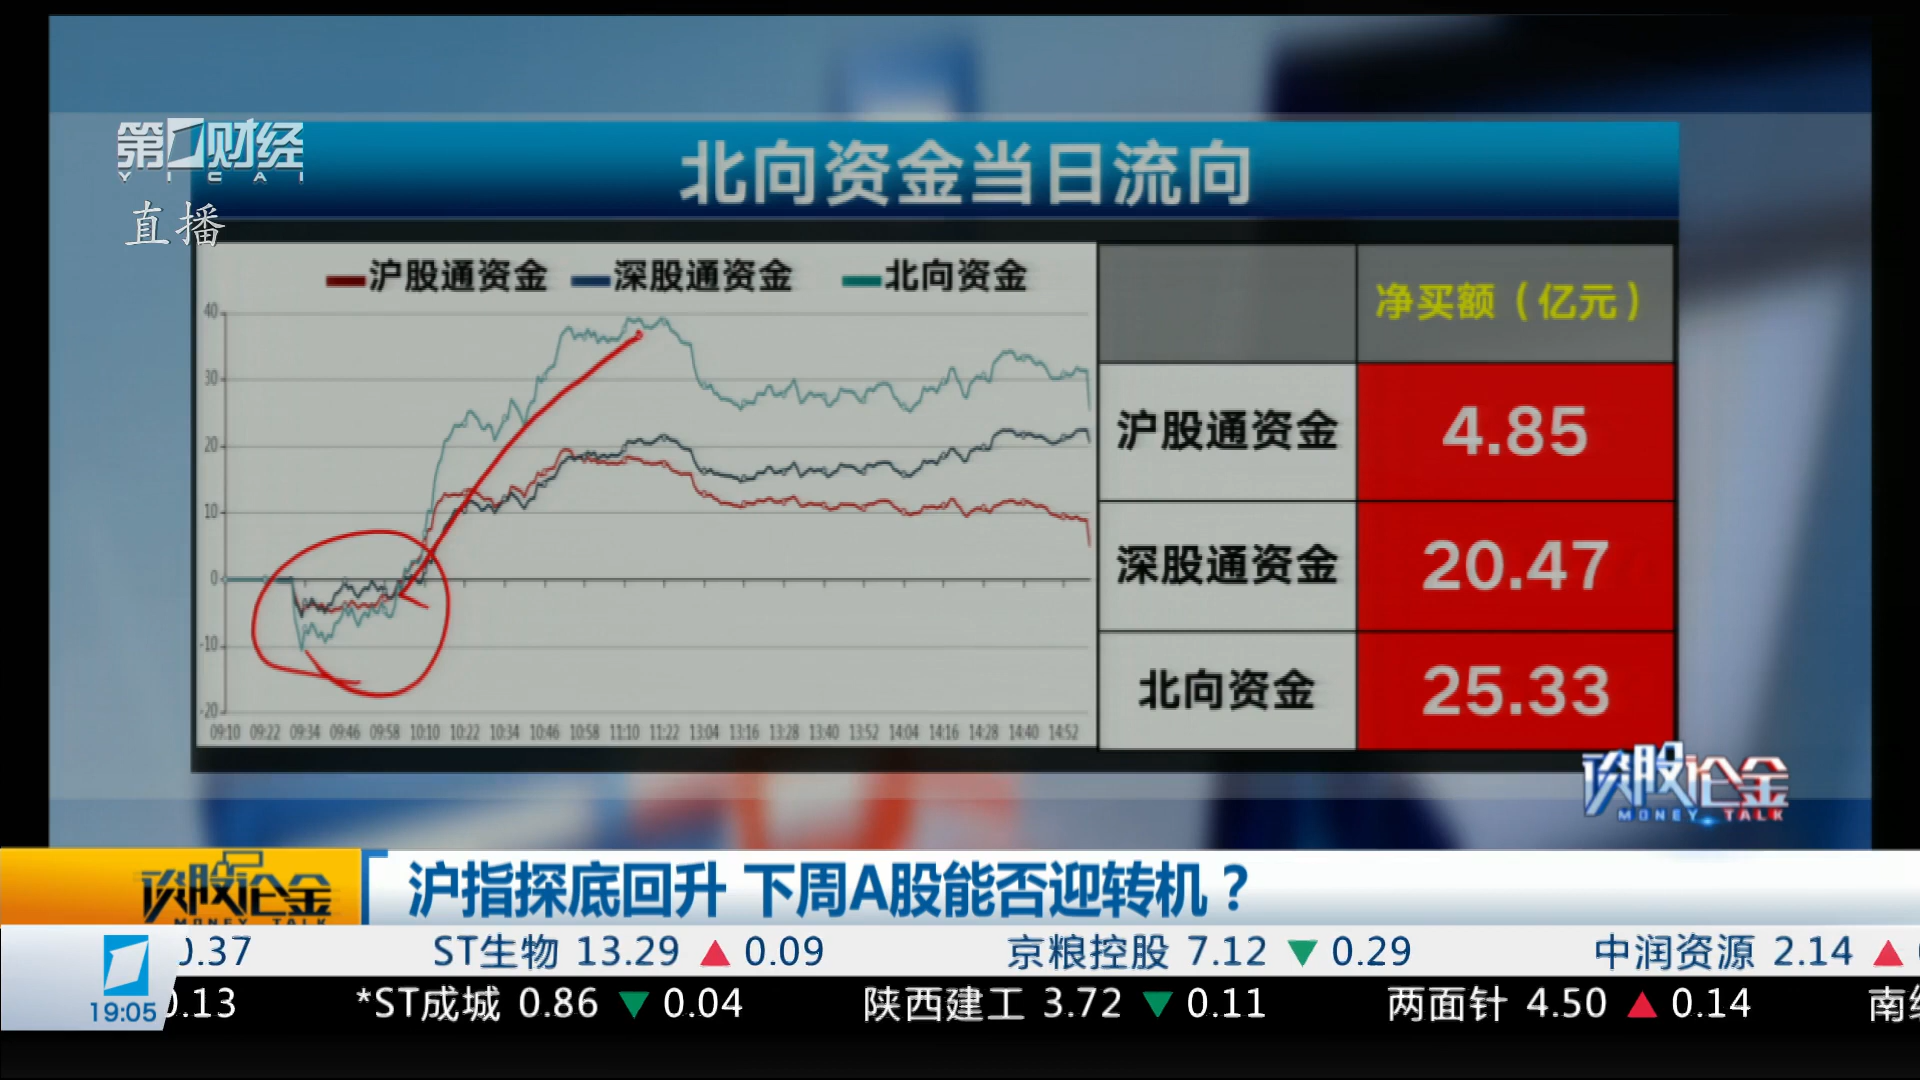 第财经
YICAI
直播
北向资金当日流向
沪股通资金 深股通资金 北向资金
净买额（亿元）
40
30
20
10
0
-10
-20
09:10 09:22 09:34 09:46 09:58 10:10 10:22 10:34 10:46 10:58 11:10 11:22 13:04 13:16 13:28 13:40 13:52 14:04 14:16 14:28 14:40 14:52
沪股通资金 4.85
深股通资金 20.47
北向资金 25.33
谈股论金
MONEY TALK
谈股论金
MONEY TALK
沪指探底回升 下周A股能否迎转机？
0.37 ST生物 13.29 ▲ 0.09 京粮控股 7.12 ▼ 0.29 中润资源 2.14 ▲
19:05
0.13 *ST成城 0.86 ▼ 0.04 陕西建工 3.72 ▼ 0.11 两面针 4.50 ▲ 0.14 南